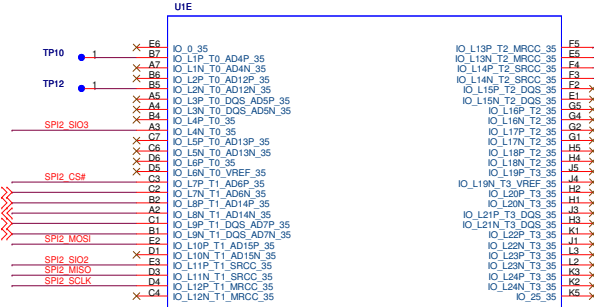 U1E
E6 IO_0_35 IO_L13P_T2_MRCC_35 F5
TP10 1 B7 IO_L1P_T0_AD4P_35 IO_L13N_T2_MRCC_35 E5
A7 IO_L1N_T0_AD4N_35 IO_L14P_T2_SRCC_35 F4
B6 IO_L2P_T0_AD12P_35 IO_L14N_T2_SRCC_35 F3
TP12 1 B5 IO_L2N_T0_AD12N_35 IO_L15P_T2_DQS_35 F2
A5 IO_L3P_T0_DQS_AD5P_35 IO_L15N_T2_DQS_35 E1
A4 IO_L3N_T0_DQS_AD5N_35 IO_L16P_T2_35 G5
B4 IO_L4P_T0_35 IO_L16N_T2_35 G4
SPI2_SIO3 A3 IO_L4N_T0_35 IO_L17P_T2_35 G2
C7 IO_L5P_T0_AD13P_35 IO_L17N_T2_35 G1
C6 IO_L5N_T0_AD13N_35 IO_L18P_T2_35 H5
D6 IO_L6P_T0_35 IO_L18N_T2_35 H4
D5 IO_L6N_T0_VREF_35 IO_L19P_T3_35 J5
SPI2_CS# C3 IO_L7P_T1_AD6P_35 IO_L19N_T3_VREF_35 J4
C2 IO_L7N_T1_AD6N_35 IO_L20P_T3_35 H2
B2 IO_L8P_T1_AD14P_35 IO_L20N_T3_35 H1
A2 IO_L8N_T1_AD14N_35 IO_L21P_T3_DQS_35 J3
C1 IO_L9P_T1_DQS_AD7P_35 IO_L21N_T3_DQS_35 H3
B1 IO_L9N_T1_DQS_AD7N_35 IO_L22P_T3_35 K1
SPI2_MOSI E2 IO_L10P_T1_AD15P_35 IO_L22N_T3_35 J1
D1 IO_L10N_T1_AD15N_35 IO_L23P_T3_35 L3
SPI2_SIO2 E3 IO_L11P_T1_SRCC_35 IO_L23N_T3_35 L2
SPI2_MISO D3 IO_L11N_T1_SRCC_35 IO_L24P_T3_35 K3
SPI2_SCLK D4 IO_L12P_T1_MRCC_35 IO_L24N_T3_35 K2
C4 IO_L12N_T1_MRCC_35 IO_25_35 K5